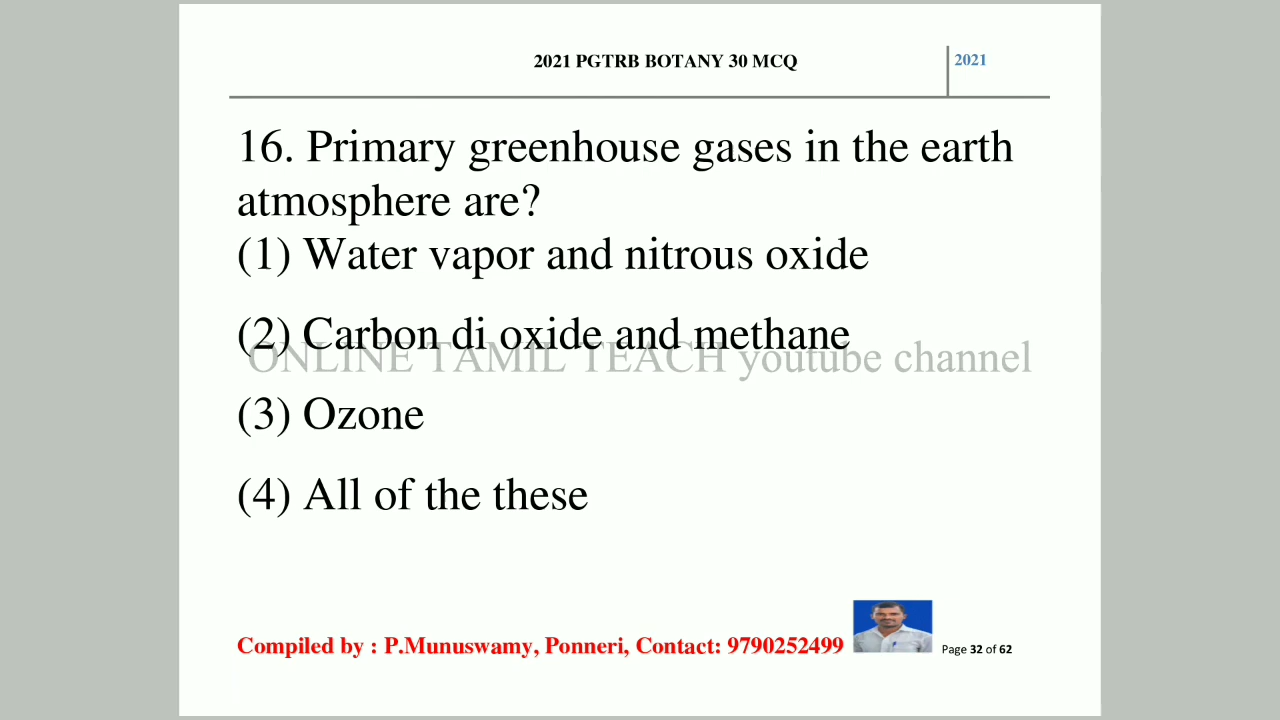 2021 PGTRB BOTANY 30 MCQ
2021
16. Primary greenhouse gases in the earth
atmosphere are?
(1) Water vapor and nitrous oxide
(2) Carbon di oxide and methane
ONLINE TAMIL TEACH youtube channel
(3) Ozone
(4) All of the these
Compiled by : P.Munuswamy, Ponneri, Contact: 9790252499
Page 32 of 62